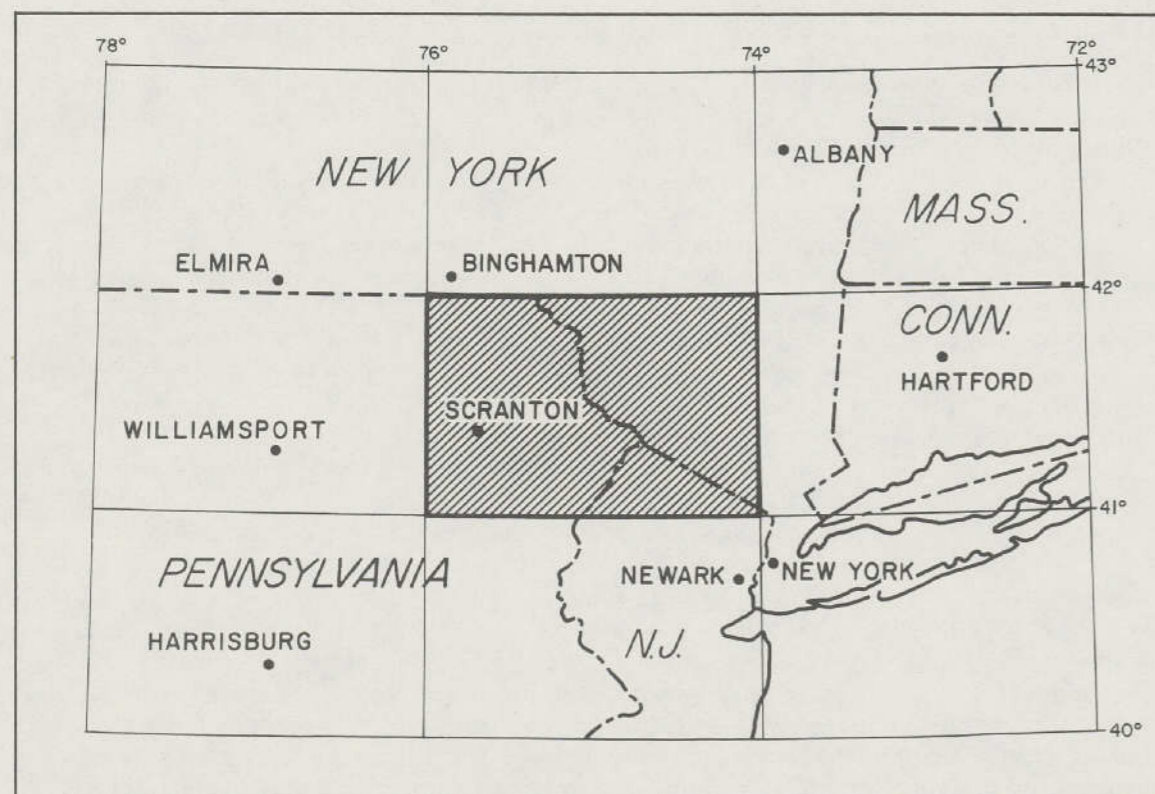 78°
76°
74°
72°
43°
NEW YORK
ALBANY
MASS.
ELMIRA
BINGHAMTON
42°
CONN.
HARTFORD
SCRANTON
WILLIAMSPORT
41°
PENNSYLVANIA
NEWARK
NEW YORK
HARRISBURG
N.J.
40°